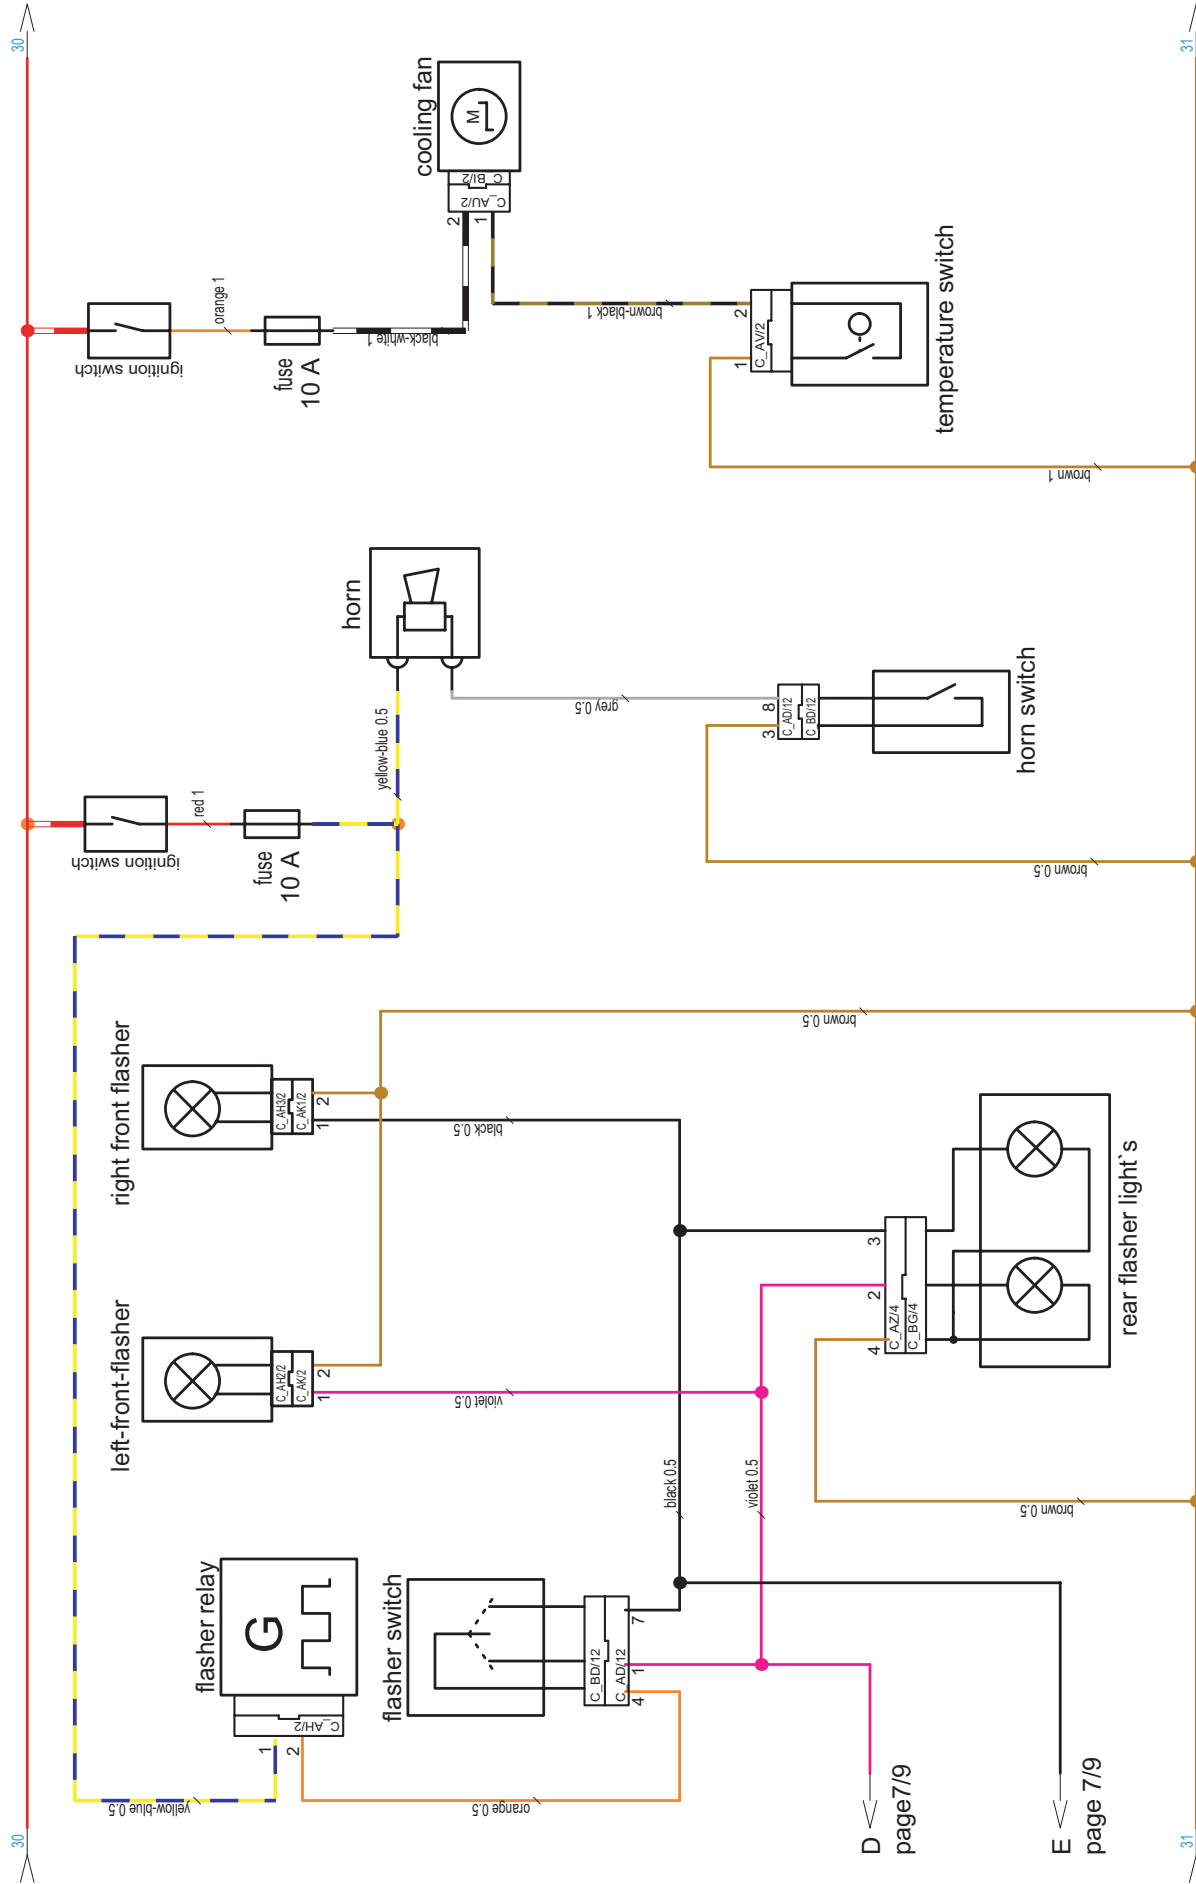 30
30
31
31
flasher relay
G
C_AH/2
1
2
yellow-blue 0.5
orange 0.5
flasher switch
C_BD/12
C_AD/12
4
1
7
D
page7/9
E
page 7/9
left-front-flasher
C_AH2/2
C_AK/2
1
2
violet 0.5
black 0.5
violet 0.5
right front flasher
C_AH3/2
C_AK1/2
1
2
black 0.5
brown 0.5
rear flasher light`s
C_AZ/4
C_BG/4
4
2
3
brown 0.5
ignition switch
red 1
fuse
10 A
yellow-blue 0.5
horn
grey 0.5
horn switch
C_AD/12
C_BD/12
3
8
brown 0.5
ignition switch
orange 1
fuse
10 A
black-white 1
cooling fan
M
C_BI/2
C_AU/2
2
1
brown-black 1
temperature switch
C_AV/2
1
2
brown 1